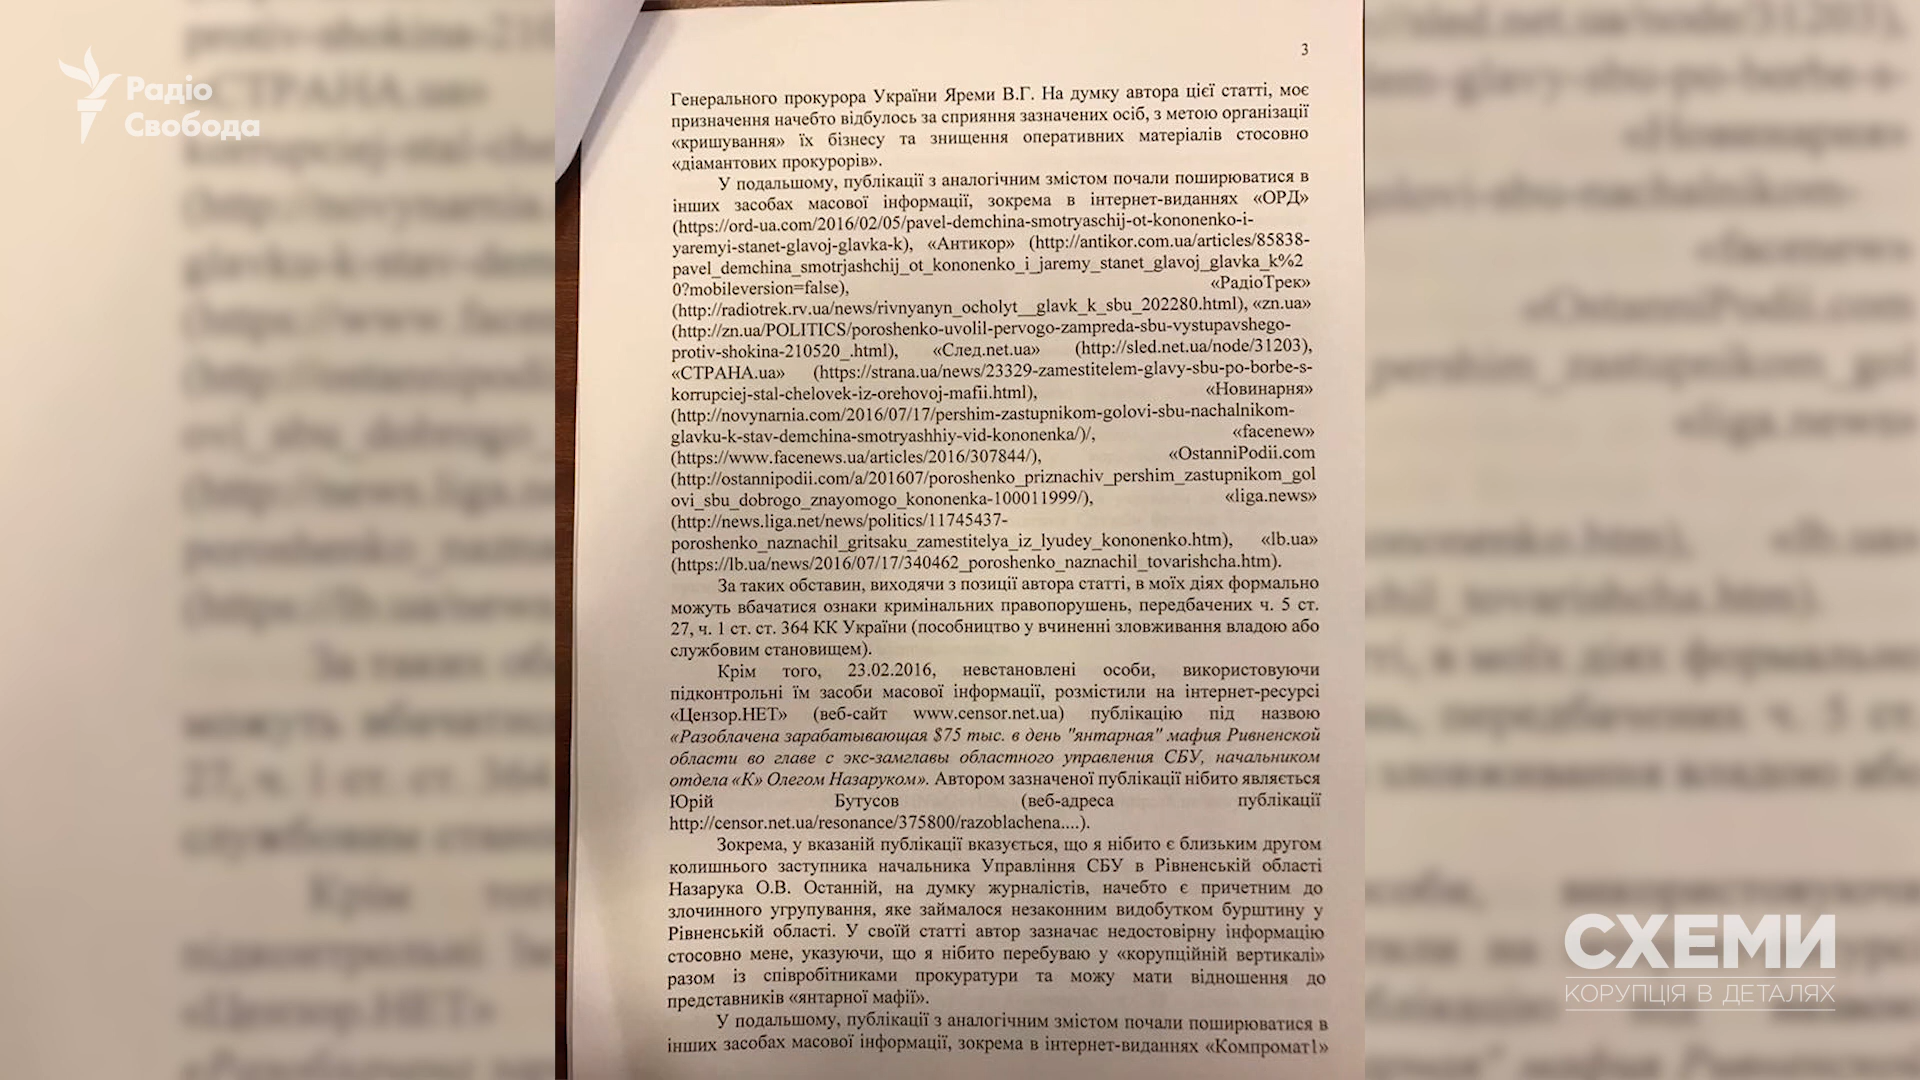 Радіо
Свобода
3
Генерального прокурора України Яреми В.Г. На думку автора цієї статті, моє
призначення начебто відбулось за сприяння зазначених осіб, з метою організації
«кришування» їх бізнесу та знищення оперативних матеріалів стосовно
«діамантових прокурорів».
У подальшому, публікації з аналогічним змістом почали поширюватися в
інших засобах масової інформації, зокрема в інтернет-виданнях «ОРД»
(https://ord-ua.com/2016/02/05/pavel-demchina-smotryaschij-ot-kononenko-i-
yaremyi-stanet-glavoj-glavka-k), «Антикор» (http://antikor.com.ua/articles/85838-
pavel_demchina_smotrjashchij_ot_kononenko_i_jaremy_stanet_glavoj_glavka_k%2
0?mobileversion=false), «РадіоТрек»
(http://radiotrek.rv.ua/news/rivnyanyn_ocholyt__glavk_k_sbu_202280.html), «zn.ua»
(http://zn.ua/POLITICS/poroshenko-uvolil-pervogo-zampreda-sbu-vystupavshego-
protiv-shokina-210520_.html), «След.net.ua» (http://sled.net.ua/node/31203),
«СТРАНА.ua» (https://strana.ua/news/23329-zamestitelem-glavy-sbu-po-borbe-s-
korrupciej-stal-chelovek-iz-orehovoj-mafii.html), «Новинарня»
(http://novynarnia.com/2016/07/17/pershim-zastupnikom-golovi-sbu-nachalnikom-
glavku-k-stav-demchina-smotryashhiy-vid-kononenka/)/, «facenew»
(https://www.facenews.ua/articles/2016/307844/), «OstanniPodii.com
(http://ostannipodii.com/a/201607/poroshenko_priznachiv_pershim_zastupnikom_gol
ovi_sbu_dobrogo_znayomogo_kononenka-100011999/), «liga.news»
(http://news.liga.net/news/politics/11745437-
poroshenko_naznachil_gritsaku_zamestitelya_iz_lyudey_kononenko.htm), «lb.ua»
(https://lb.ua/news/2016/07/17/340462_poroshenko_naznachil_tovarishcha.htm).
За таких обставин, виходячи з позиції автора статті, в моїх діях формально
можуть вбачатися ознаки кримінальних правопорушень, передбачених ч. 5 ст.
27, ч. 1 ст. ст. 364 КК України (пособництво у вчиненні зловживання владою або
службовим становищем).
Крім того, 23.02.2016, невстановлені особи, використовуючи
підконтрольні їм засоби масової інформації, розмістили на інтернет-ресурсі
«Цензор.НЕТ» (веб-сайт www.censor.net.ua) публікацію під назвою
«Разоблачена зарабатывающая $75 тыс. в день "янтарная" мафия Ривненской
области во главе с экс-замглавы областного управления СБУ, начальником
отдела «К» Олегом Назаруком». Автором зазначеної публікації нібито являється
Юрій Бутусов (веб-адреса публікації
http://censor.net.ua/resonance/375800/razoblachena....).
Зокрема, у вказаній публікації вказується, що я нібито є близьким другом
колишнього заступника начальника Управління СБУ в Рівненській області
Назарука О.В. Останній, на думку журналістів, начебто є причетним до
злочинного угрупування, яке займалося незаконним видобутком бурштину у
Рівненській області. У своїй статті автор зазначає недостовірну інформацію
стосовно мене, указуючи, що я нібито перебуваю у «корупційній вертикалі»
разом із співробітниками прокуратури та можу мати відношення до
представників «янтарної мафії».
У подальшому, публікації з аналогічним змістом почали поширюватися в
інших засобах масової інформації, зокрема в інтернет-виданнях «Компромат1»
СХЕМИ
КОРУПЦІЯ В ДЕТАЛЯХ